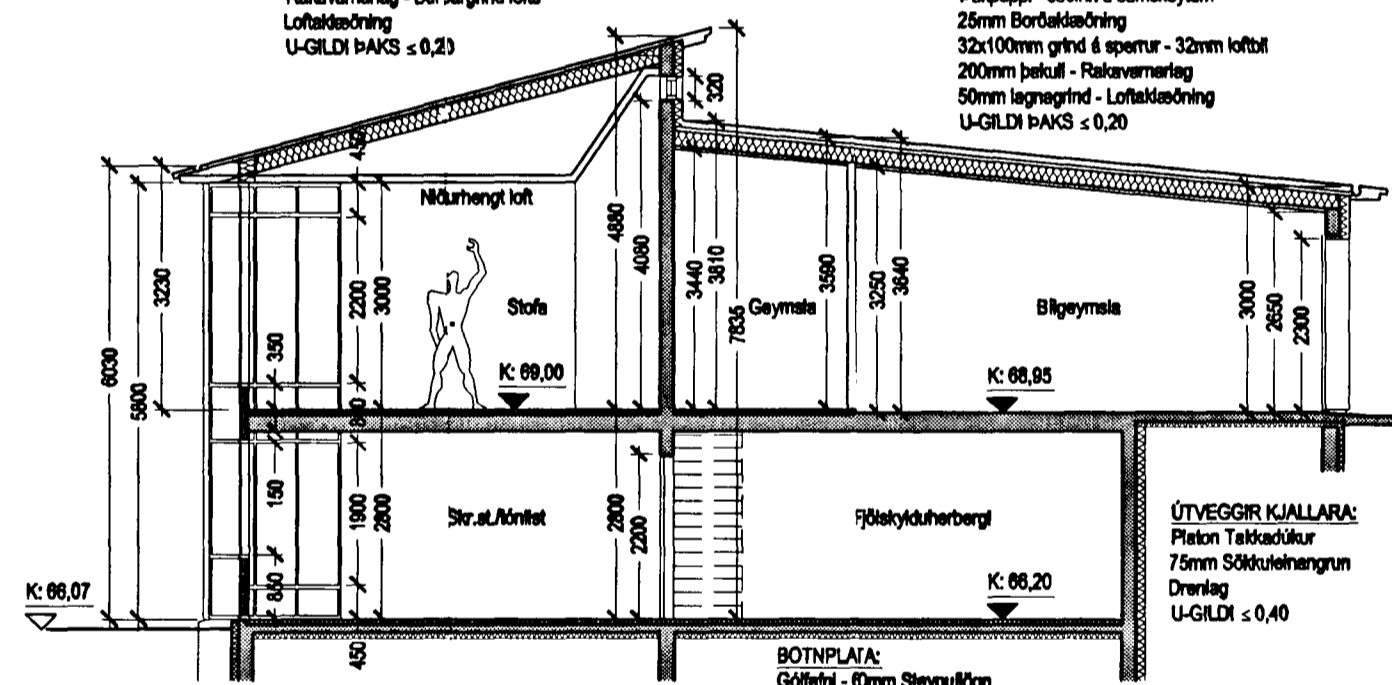 Loftaklæðning
U-GILDI ÞAKS ≤ 0,20
25mm Borðaklæðning
32x100mm grind á sperrur - 32mm loftbil
200mm þakull - Rakavarnarlag
50mm lagnagrind - Loftaklæðning
U-GILDI ÞAKS ≤ 0,20
320
450
Niðurhengt loft
3230
2200
3000
4880
4080
3440
3810
7835
3590
3250
3640
3000
2650
2300
Stofa
Geymsla
Bílgeymsla
6030
5800
350
K: 69,00
K: 68,95
150
1900
2800
2800
2200
Skr.st./tónlist
Fjölskylduherbergi
ÚTVEGGIR KJALLARA:
Platon Takkadúkur
75mm Sökkuleinangrun
Drenlag
U-GILDI ≤ 0,40
K: 66,07
850
K: 66,20
450
BOTNPLATA: